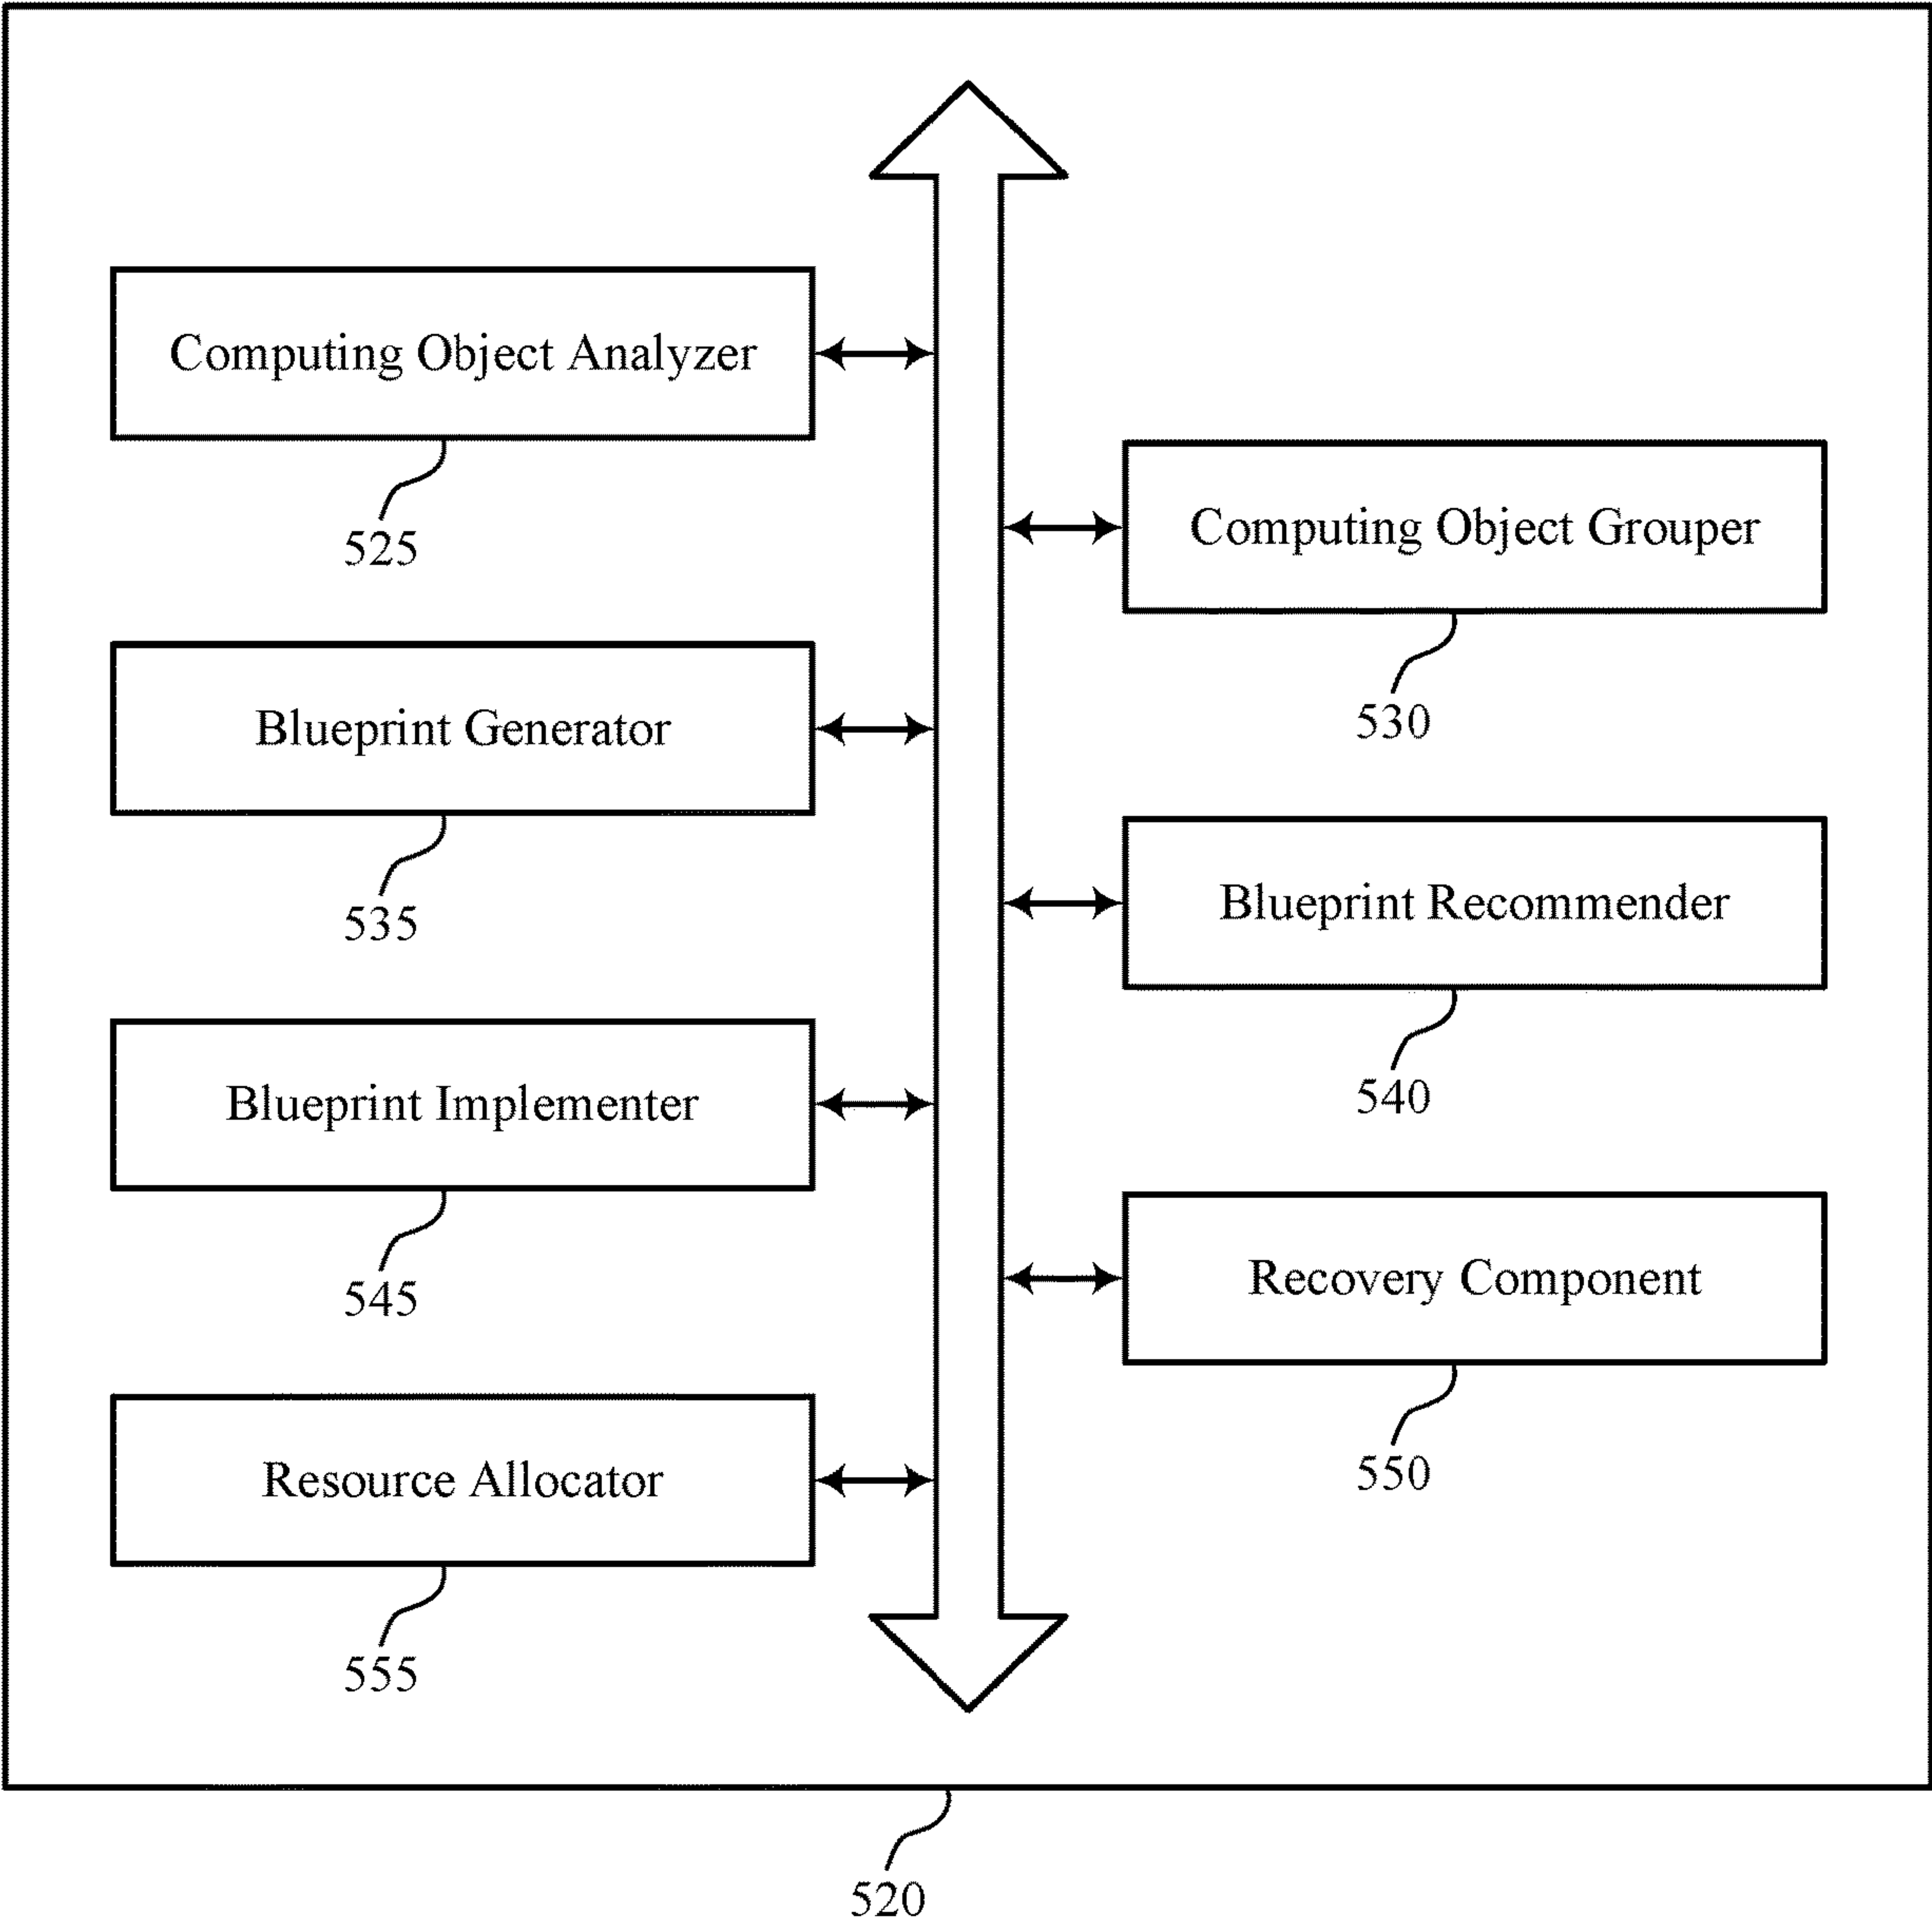 Computing Object Analyzer
525
Computing Object Grouper
530
Blueprint Generator
535
Blueprint Recommender
540
Blueprint Implementer
545
Recovery Component
550
Resource Allocator
555
520